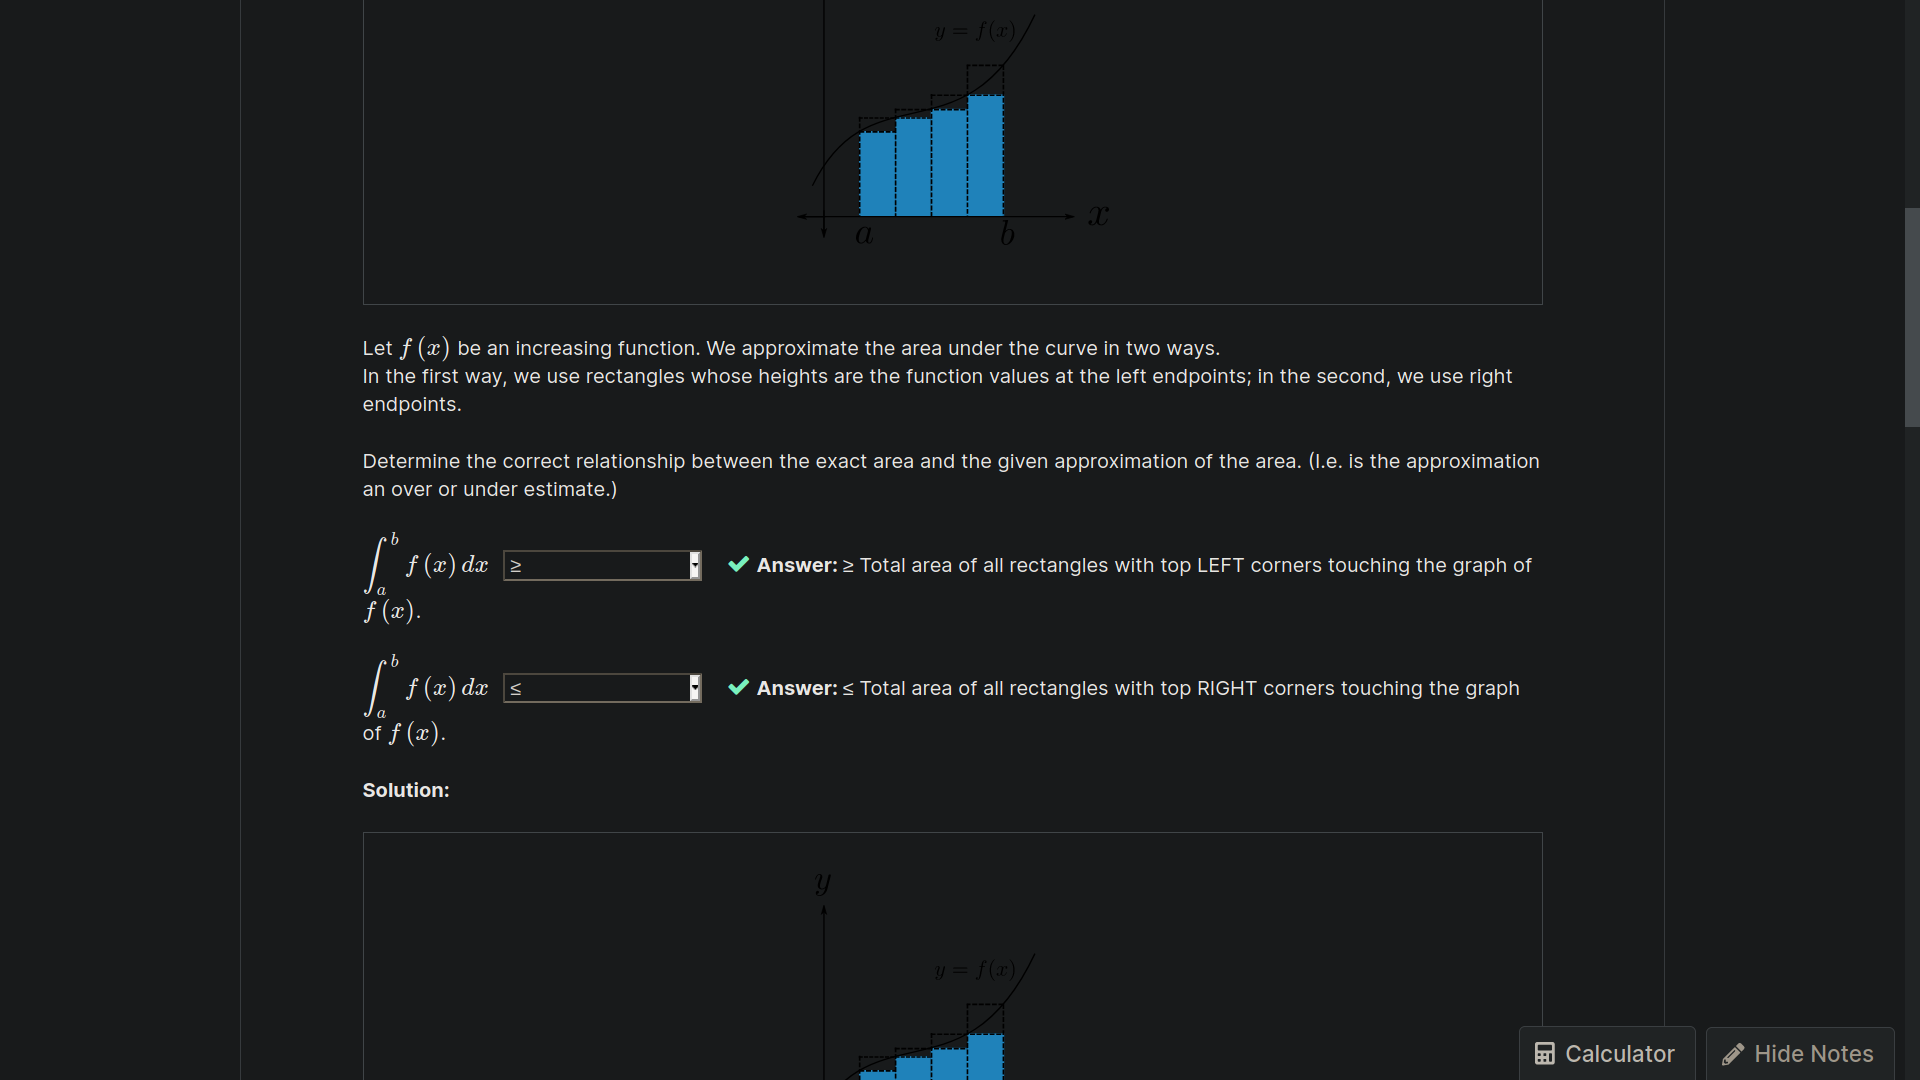 y = f(x)
x
a b
Let f (x) be an increasing function. We approximate the area under the curve in two ways.
In the first way, we use rectangles whose heights are the function values at the left endpoints; in the second, we use right
endpoints.
Determine the correct relationship between the exact area and the given approximation of the area. (I.e. is the approximation
an over or under estimate.)
∫_a^b f (x) dx ≥ Answer: ≥ Total area of all rectangles with top LEFT corners touching the graph of
f (x).
∫_a^b f (x) dx ≤ Answer: ≤ Total area of all rectangles with top RIGHT corners touching the graph
of f (x).
Solution:
y
y = f(x)
Calculator Hide Notes